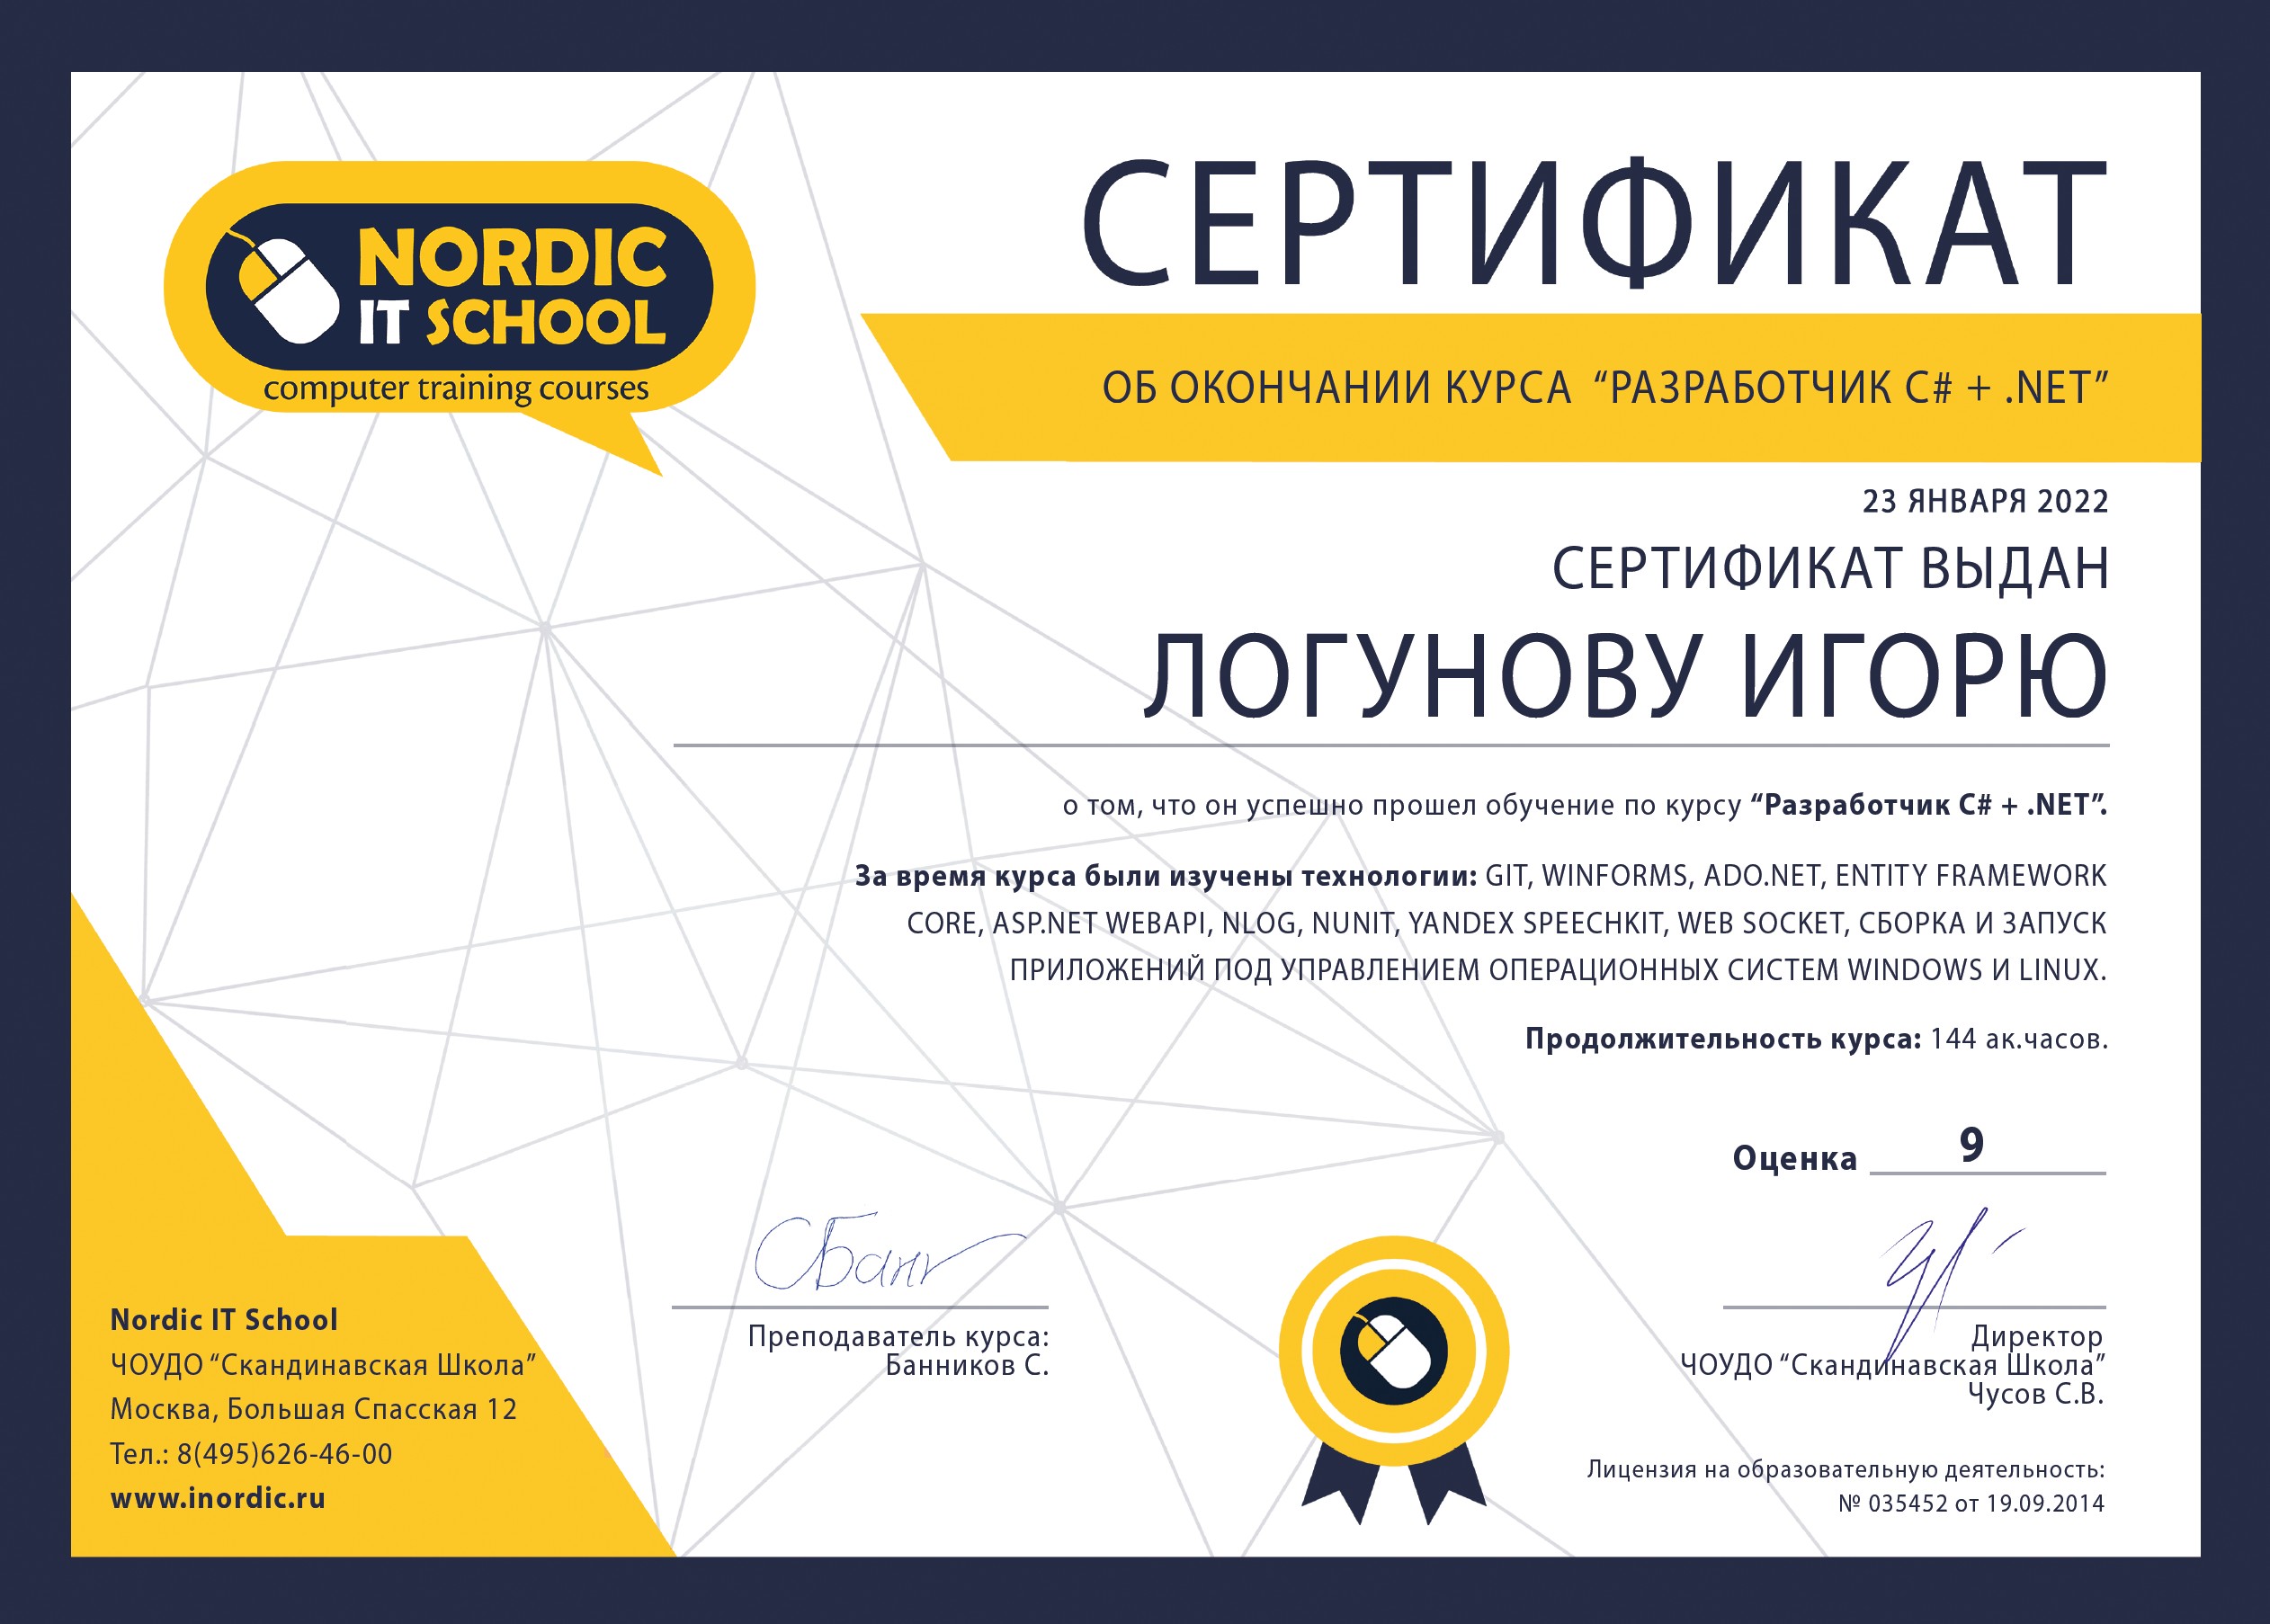 NORDIC
IT SCHOOL
computer training courses
СЕРТИФИКАТ
ОБ ОКОНЧАНИИ КУРСА “РАЗРАБОТЧИК C# + .NET”
23 ЯНВАРЯ 2022
СЕРТИФИКАТ ВЫДАН
ЛОГУНОВУ ИГОРЮ
о том, что он успешно прошел обучение по курсу “Разработчик C# + .NET”.
За время курса были изучены технологии: GIT, WINFORMS, ADO.NET, ENTITY FRAMEWORK
CORE, ASP.NET WEBAPI, NLOG, NUNIT, YANDEX SPEECHKIT, WEB SOCKET, СБОРКА И ЗАПУСК
ПРИЛОЖЕНИЙ ПОД УПРАВЛЕНИЕМ ОПЕРАЦИОННЫХ СИСТЕМ WINDOWS И LINUX.
Продолжительность курса: 144 ак.часов.
Оценка 9
Nordic IT School
ЧОУДО “Скандинавская Школа”
Москва, Большая Спасская 12
Тел.: 8(495)626-46-00
www.inordic.ru
Преподаватель курса:
Банников С.
Директор
ЧОУДО “Скандинавская Школа”
Чусов С.В.
Лицензия на образовательную деятельность:
№ 035452 от 19.09.2014